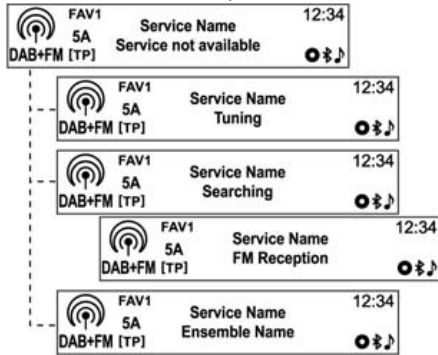 FAV1 12:34
5A Service Name
Service not available
DAB+FM [TP]
FAV1 12:34
5A Service Name
Tuning
DAB+FM [TP]
FAV1 12:34
5A Service Name
Searching
DAB+FM [TP]
FAV1 12:34
5A Service Name
FM Reception
DAB+FM [TP]
FAV1 12:34
5A Service Name
Ensemble Name
DAB+FM [TP]